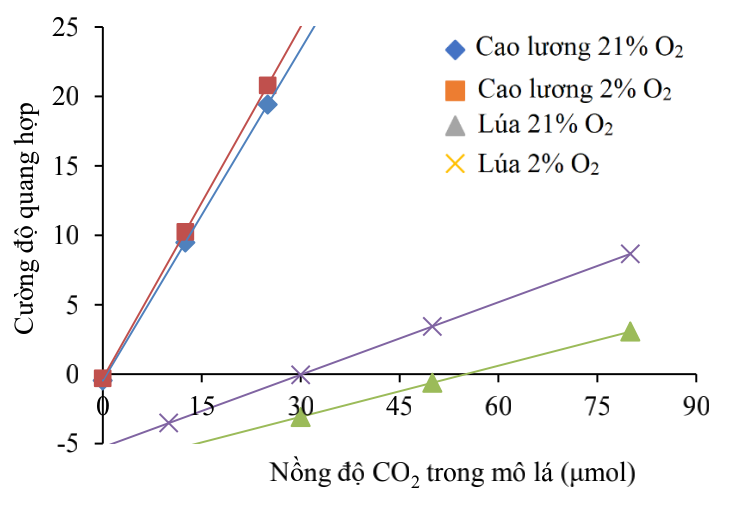 25
20
15
10
5
0
-5
0
15
30
45
60
75
90
Cường độ quang hợp
Nồng độ CO₂ trong mô lá (μmol)
Cao lương 21% O₂
Cao lương 2% O₂
Lúa 21% O₂
Lúa 2% O₂